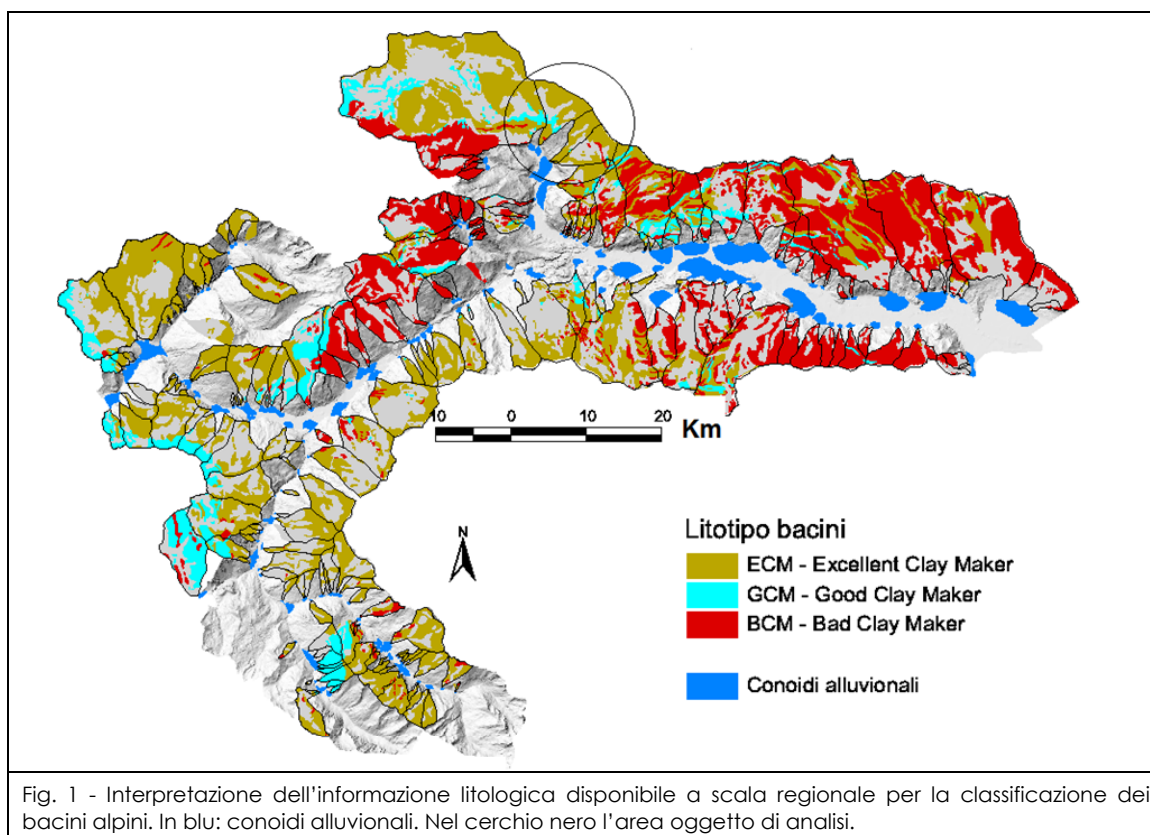 10 0 10 20 Km
N
Litotipo bacini
ECM - Excellent Clay Maker
GCM - Good Clay Maker
BCM - Bad Clay Maker
Conoidi alluvionali
Fig. 1 - Interpretazione dell'informazione litologica disponibile a scala regionale per la classificazione dei
bacini alpini. In blu: conoidi alluvionali. Nel cerchio nero l'area oggetto di analisi.